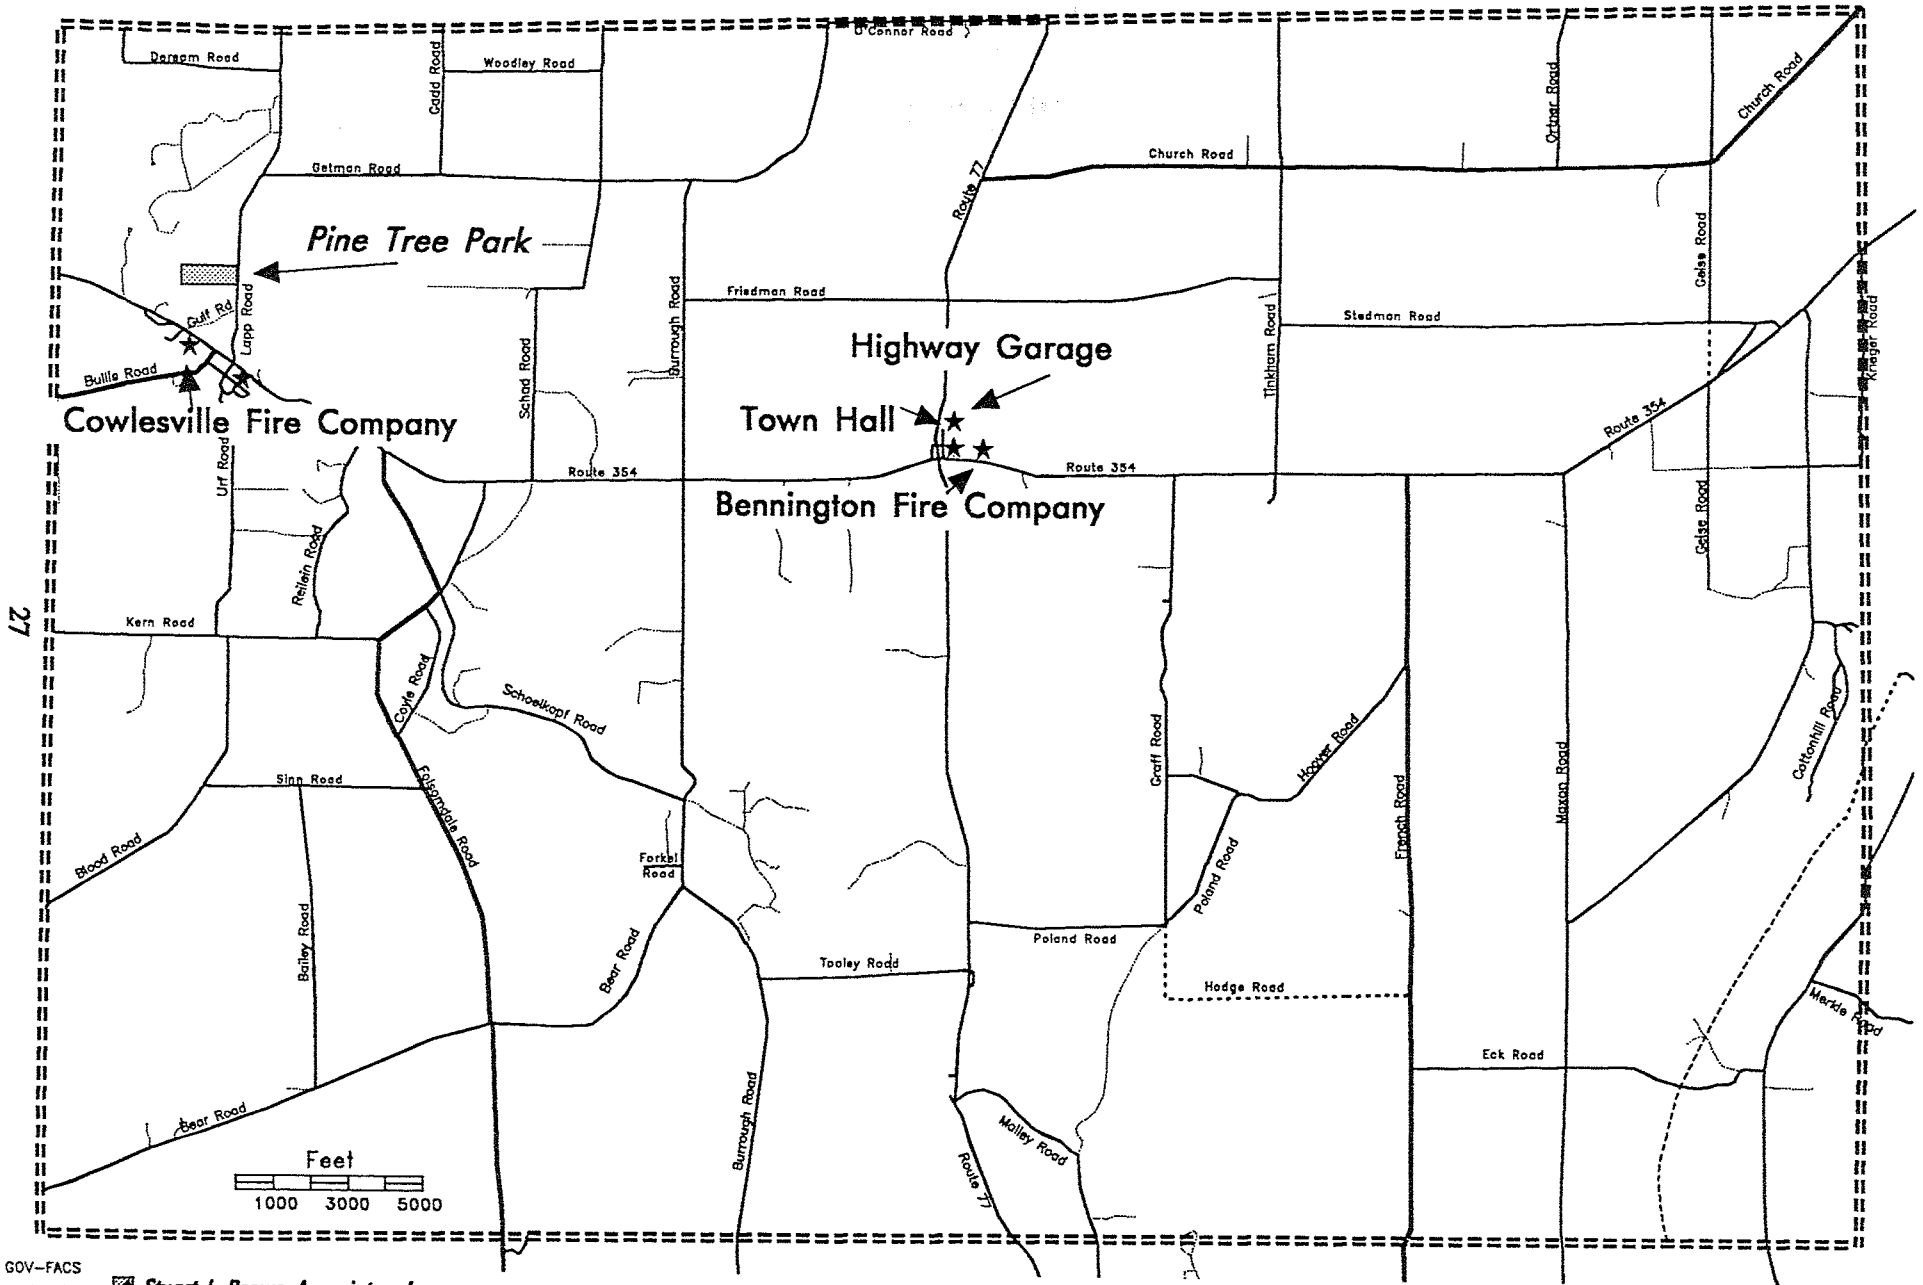 O'Connor Road
Doream Road
Gadd Road
Woodley Road
Ortner Road
Church Road
Church Road
Getman Road
Route 77
Pine Tree Park
Geise Road
Lapp Road
Burrough Road
Friedman Road
Gulf Rd
Stedman Road
Tinkham Road
Knager Road
Schad Road
Highway Garage
Bullis Road
Town Hall
Cowlesville Fire Company
Route 354
Urf Road
Route 354
Route 354
Bennington Fire Company
Geise Road
Reilein Road
27
Kern Road
Coyle Road
Schoelkopf Road
Graff Road
Hoover Road
Cottonhill Road
Sinn Road
Folsomdale Road
French Road
Maxan Road
Blood Road
Forkel
Road
Poland Road
Bailey Road
Bear Road
Poland Road
Tooley Road
Hodge Road
Merkle Road
Eck Road
Bear Road
Burrough Road
Malley Road
Route 77
Feet
1000 3000 5000
GOV-FACS